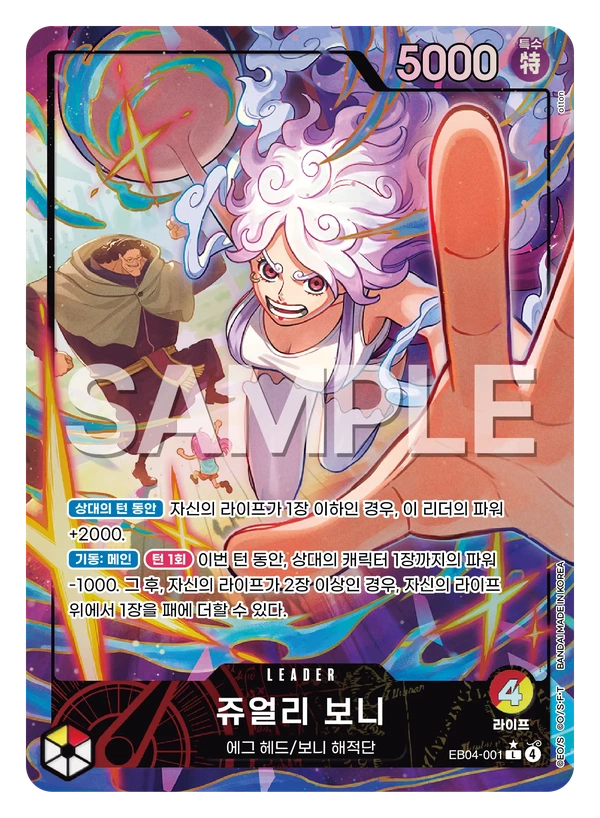 5000
특수
特
otton
SAMPLE
상대의 턴 동안 자신의 라이프가 1장 이하인 경우, 이 리더의 파워
+2000.
기동: 메인 턴 1회 이번 턴 동안, 상대의 캐릭터 1장까지의 파워
-1000. 그 후, 자신의 라이프가 2장 이상인 경우, 자신의 라이프
위에서 1장을 패에 더할 수 있다.
©EO/S ©O/S·F·T BANDAI MADE IN KOREA
LEADER
쥬얼리 보니
4
라이프
에그 헤드/보니 해적단
EB04-001 L 4